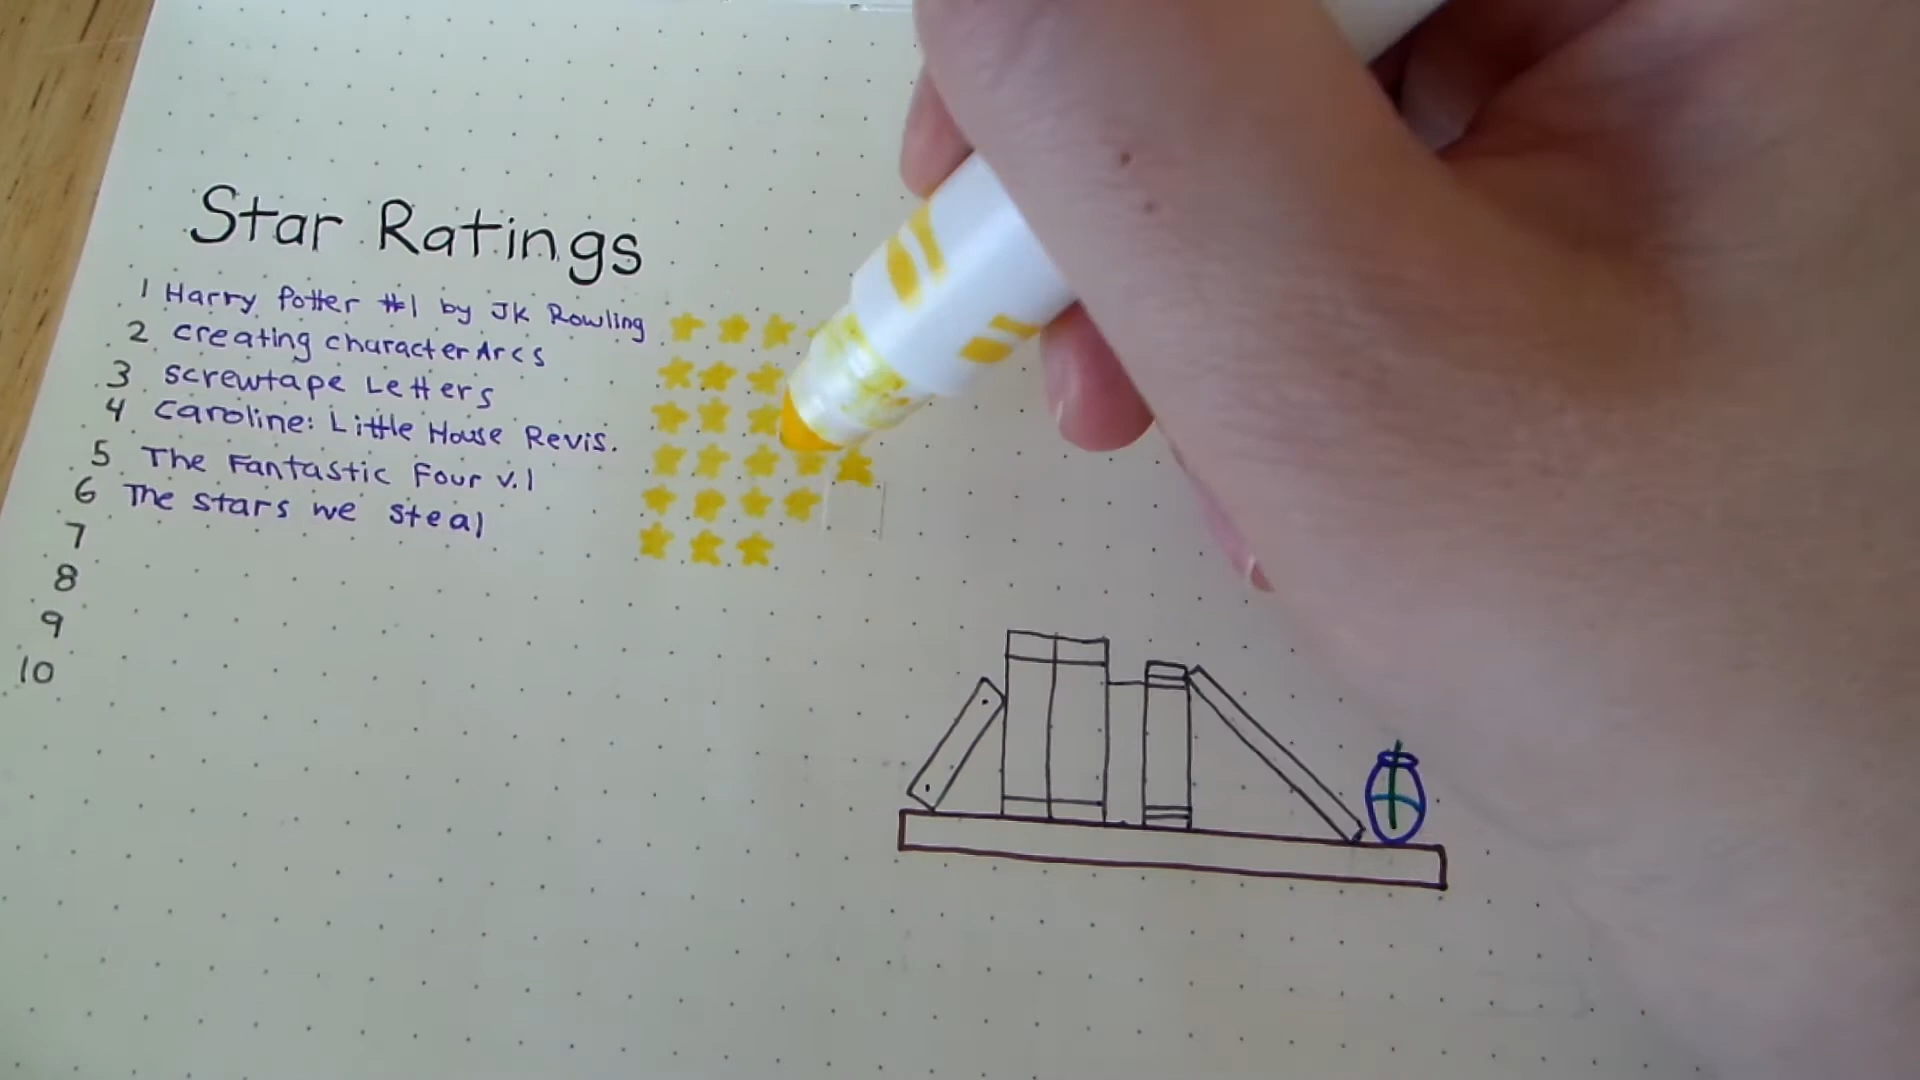 Star Ratings
1 Harry Potter #1 by JK Rowling
2 creating character Arcs
3 screwtape Letters
4 Caroline: Little House Revis.
5 The Fantastic Four v.1
6 The stars we steal
7
8
9
10